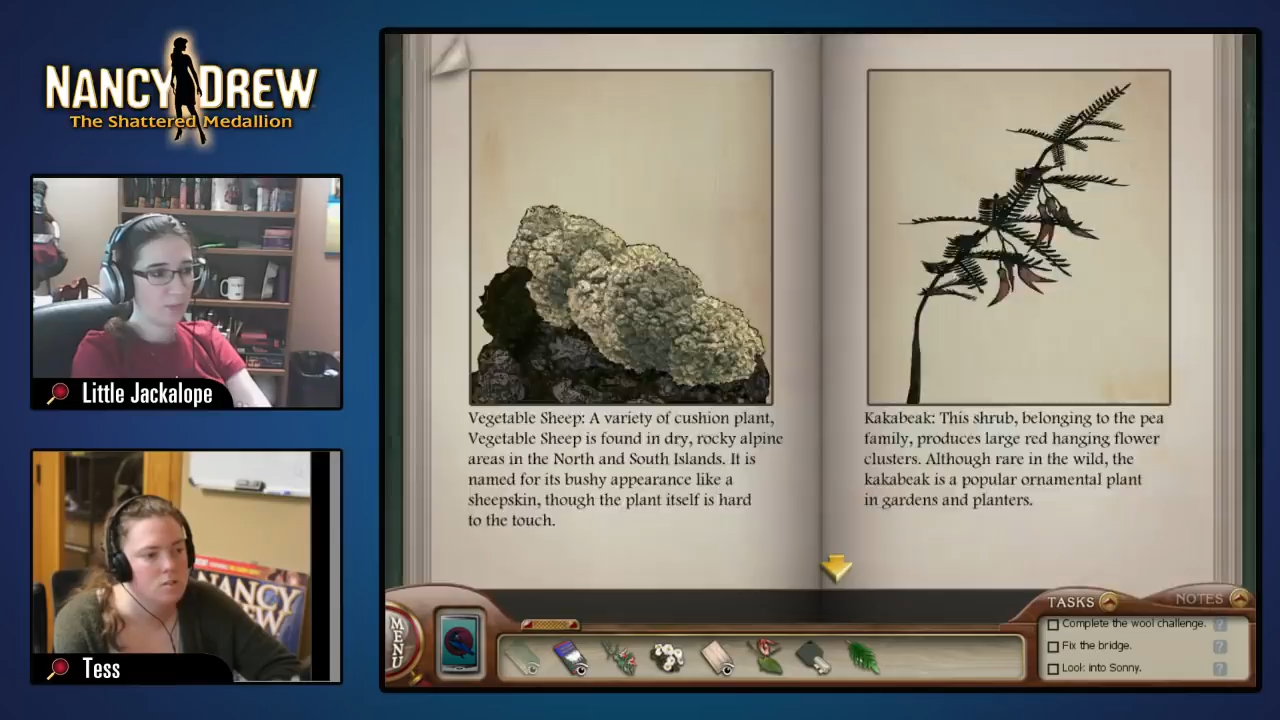 NANCY DREW
The Shattered Medallion
Little Jackalope
NANCY
DREW
Tess
Vegetable Sheep: A variety of cushion plant,
Vegetable Sheep is found in dry, rocky alpine
areas in the North and South Islands. It is
named for its bushy appearance like a
sheepskin, though the plant itself is hard
to the touch.
Kakabeak: This shrub, belonging to the pea
family, produces large red hanging flower
clusters. Although rare in the wild, the
kakabeak is a popular ornamental plant
in gardens and planters.
MENU
TASKS
NOTES
Complete the wool challenge. ?
Fix the bridge. ?
Look into Sonny. ?